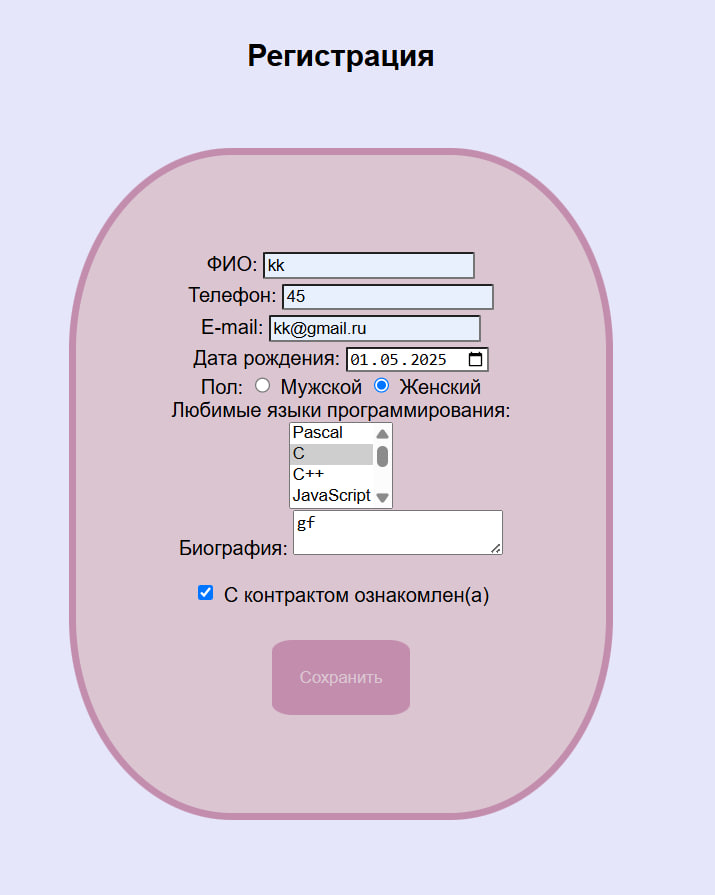 Регистрация
ФИО: kk
Телефон: 45
E-mail: kk@gmail.ru
Дата рождения: 01.05.2025
Пол: Мужской Женский
Любимые языки программирования:
Pascal
C
C++
JavaScript
Биография: gf
С контрактом ознакомлен(а)
Сохранить